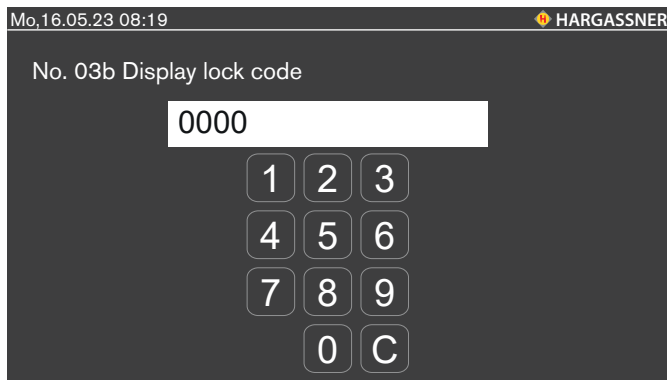 Mo,16.05.23 08:19 HARGASSNER
No. 03b Display lock code
0000
1 2 3
4 5 6
7 8 9
0 C